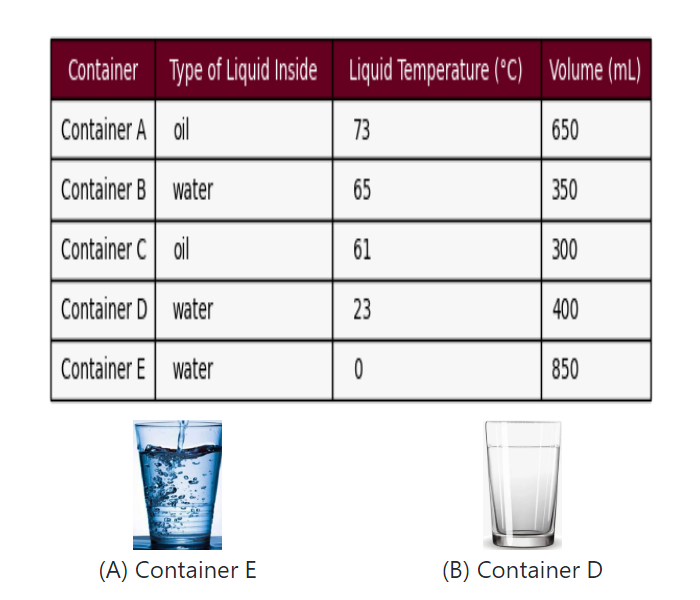 Container Type of Liquid Inside Liquid Temperature (°C) Volume (mL)
Container A oil 73 650
Container B water 65 350
Container C oil 61 300
Container D water 23 400
Container E water 0 850
(A) Container E (B) Container D